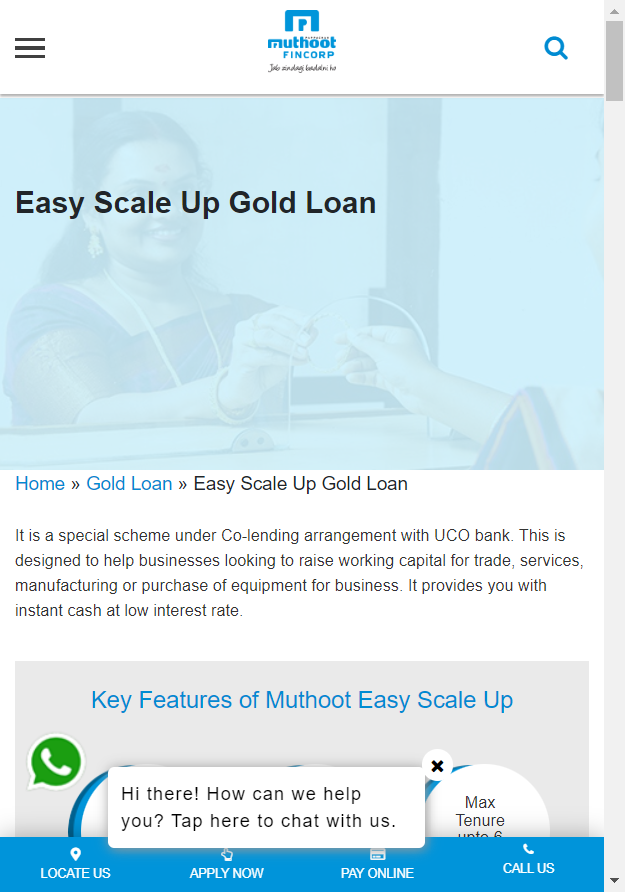 muthoot
FINCORP
Easy Scale Up Gold Loan
Home » Gold Loan » Easy Scale Up Gold Loan
It is a special scheme under Co-lending arrangement with UCO bank. This is
designed to help businesses looking to raise working capital for trade, services,
manufacturing or purchase of equipment for business. It provides you with
instant cash at low interest rate.
Key Features of Muthoot Easy Scale Up
Hi there! How can we help
you? Tap here to chat with us.
Max
Tenure
upto 6
LOCATE US
APPLY NOW
PAY ONLINE
CALL US